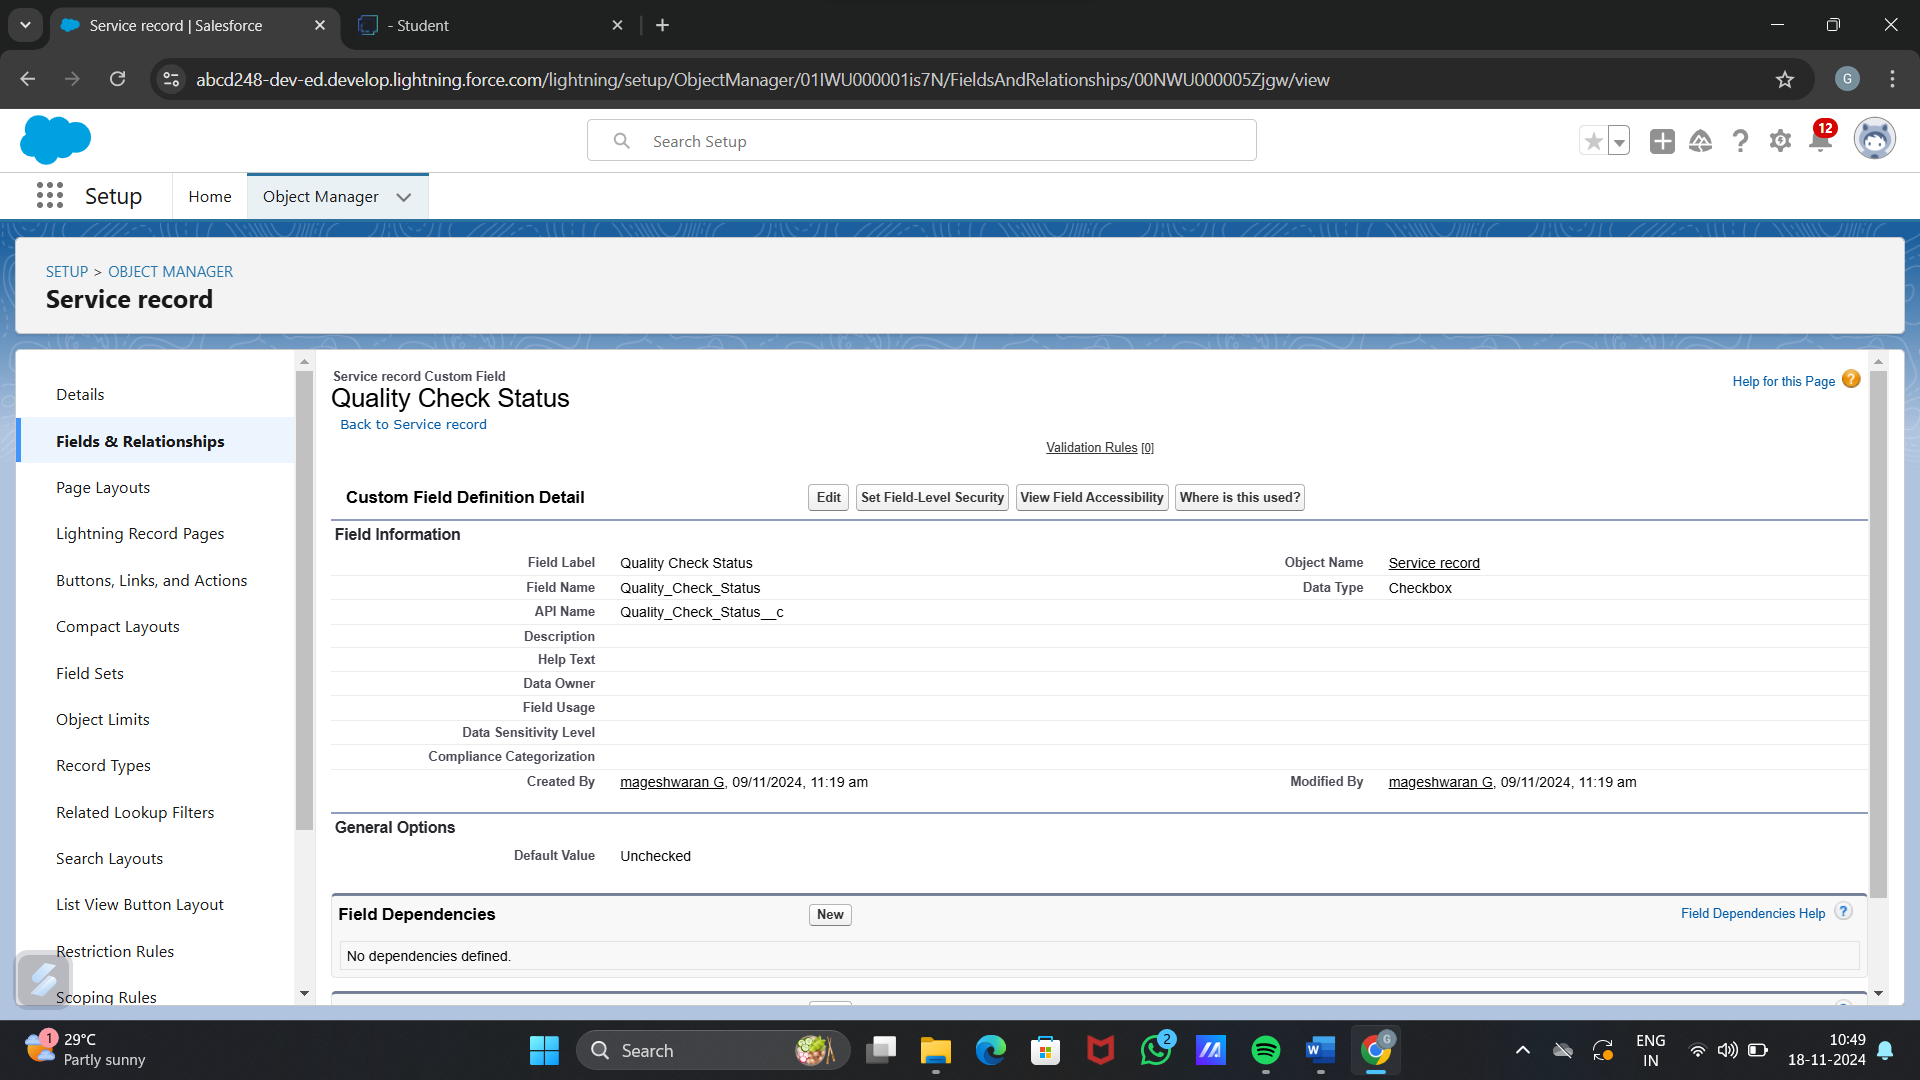 Service record | Salesforce
- Student
abcd248-dev-ed.develop.lightning.force.com/lightning/setup/ObjectManager/01IWU000001is7N/FieldsAndRelationships/00NWU000005Zjgw/view
G
Search Setup
12
Setup
Home
Object Manager
SETUP > OBJECT MANAGER
Service record
Details
Fields & Relationships
Page Layouts
Lightning Record Pages
Buttons, Links, and Actions
Compact Layouts
Field Sets
Object Limits
Record Types
Related Lookup Filters
Search Layouts
List View Button Layout
Restriction Rules
Scoping Rules
Service record Custom Field
Quality Check Status
Back to Service record
Help for this Page ?
Validation Rules [0]
Custom Field Definition Detail
Edit
Set Field-Level Security
View Field Accessibility
Where is this used?
Field Information
Field Label Quality Check Status Object Name Service record
Field Name Quality_Check_Status Data Type Checkbox
API Name Quality_Check_Status__c
Description
Help Text
Data Owner
Field Usage
Data Sensitivity Level
Compliance Categorization
Created By mageshwaran G, 09/11/2024, 11:19 am Modified By mageshwaran G, 09/11/2024, 11:19 am
General Options
Default Value Unchecked
Field Dependencies New Field Dependencies Help ?
No dependencies defined.
1
29°C
Partly sunny
Search
2
G
ENG
IN
10:49
18-11-2024